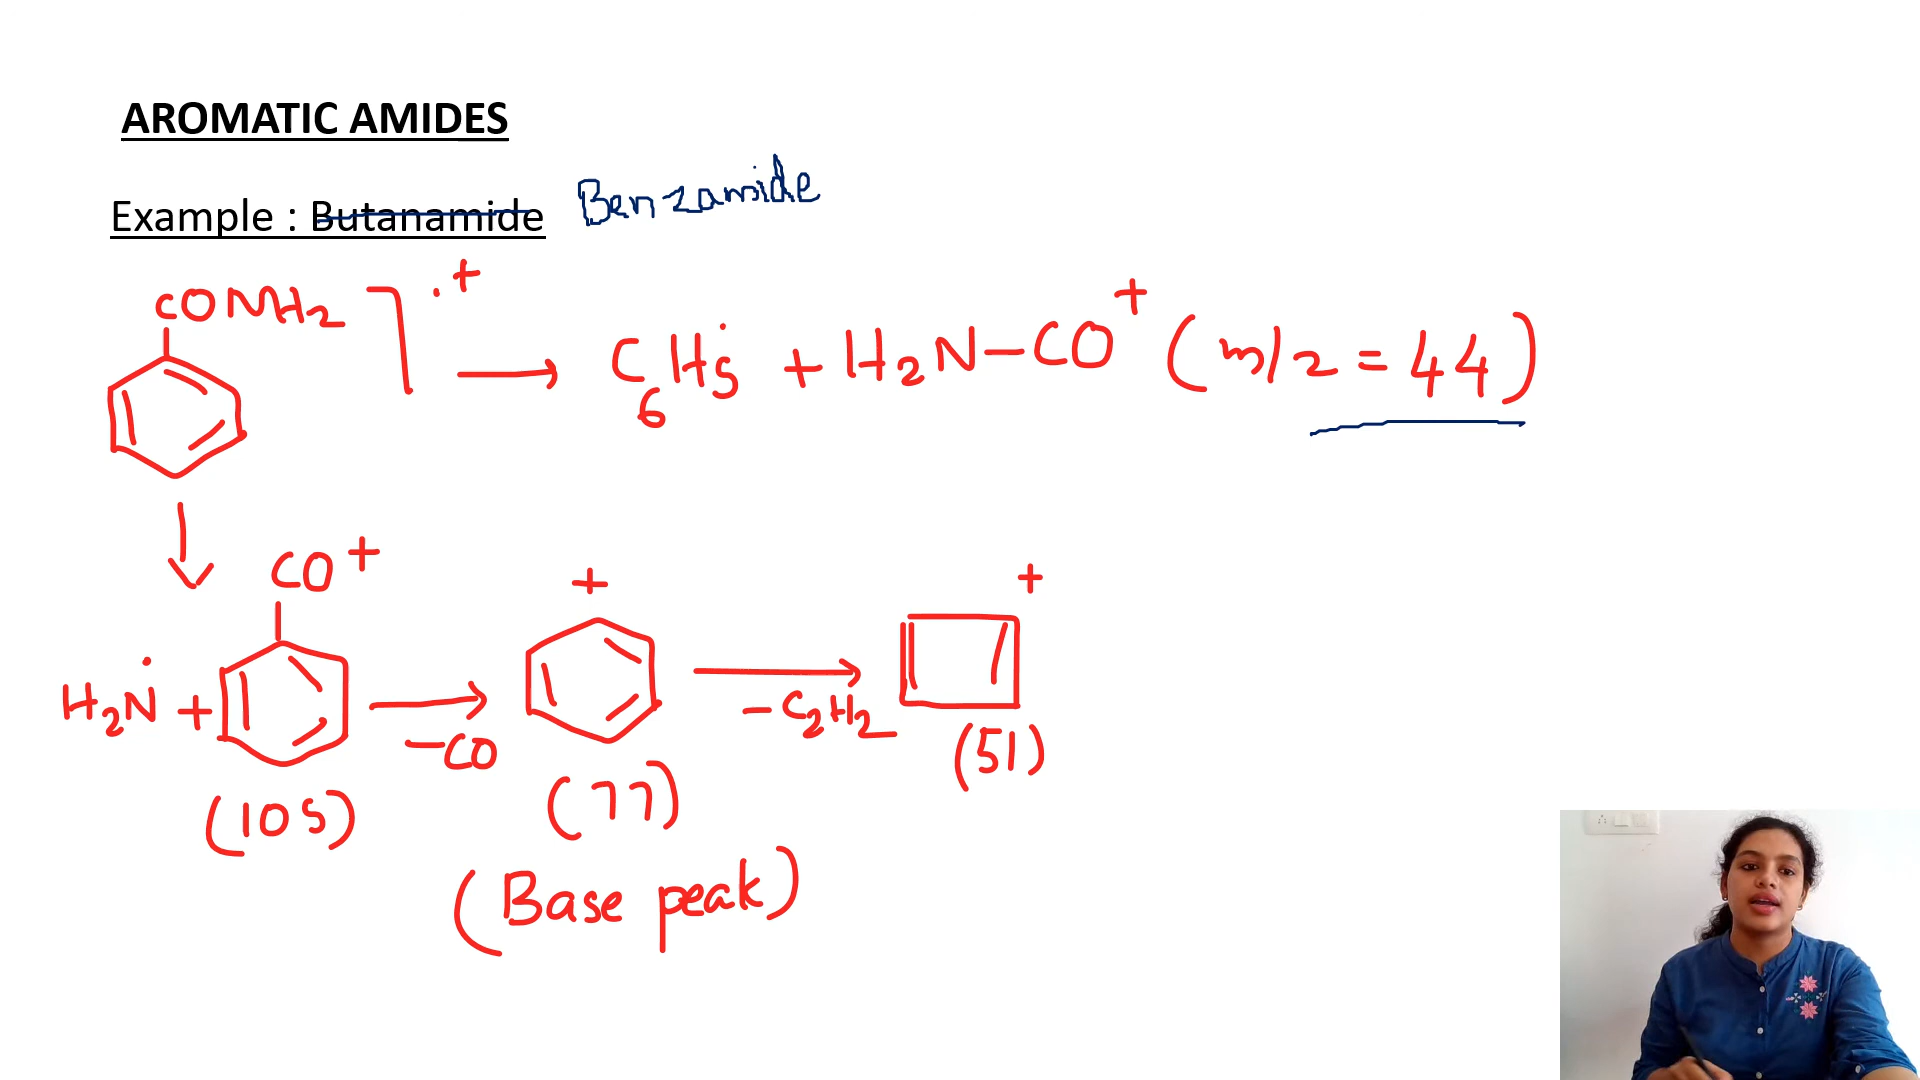 AROMATIC AMIDES
Example : Butanamide Benzamide
CONH2 ] .+ → C6H5• + H2N–CO+ (m/z = 44)
CO+ + +
H2N• + –CO –C2H2
(105) (77) (51)
(Base peak)